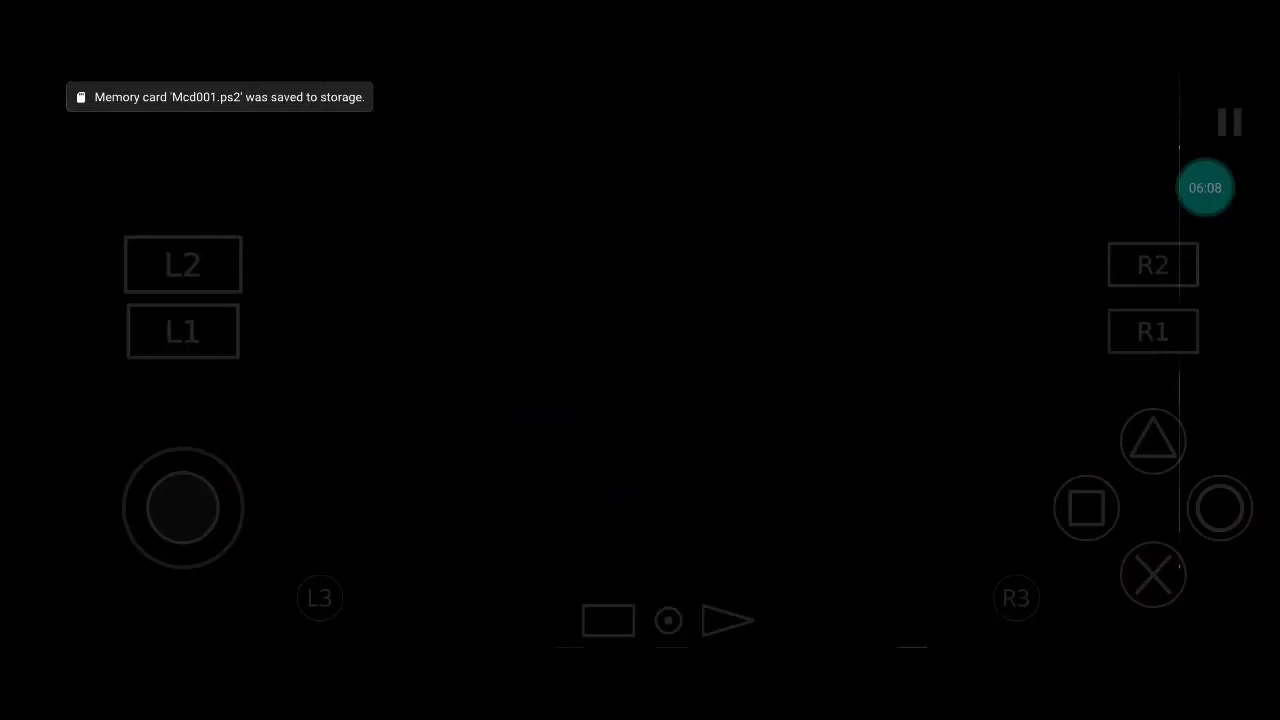 Memory card 'Mcd001.ps2' was saved to storage.
06:08
L2
R2
L1
R1
L3
R3